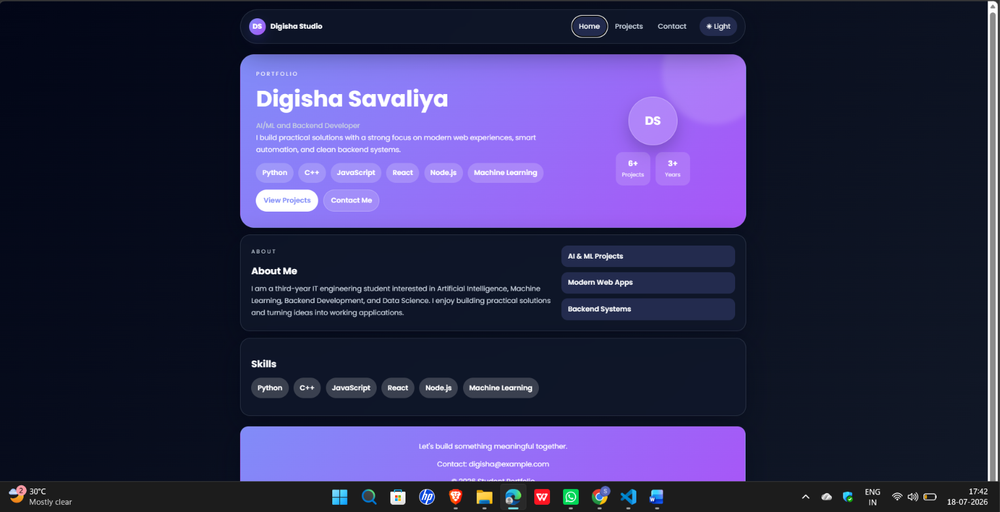 DS Digisha Studio Home Projects Contact ☀ Light
PORTFOLIO
Digisha Savaliya
AI/ML and Backend Developer
I build practical solutions with a strong focus on modern web experiences, smart
automation, and clean backend systems.
Python C++ JavaScript React Node.js Machine Learning
View Projects Contact Me
DS
6+ 3+
Projects Years
ABOUT
About Me
I am a third-year IT engineering student interested in Artificial Intelligence, Machine
Learning, Backend Development, and Data Science. I enjoy building practical solutions
and turning ideas into working applications.
AI & ML Projects
Modern Web Apps
Backend Systems
Skills
Python C++ JavaScript React Node.js Machine Learning
Let's build something meaningful together.
Contact: digisha@example.com
© 2026 Student Portfolio
2 30°C
Mostly clear
hp
W
S
W
ENG
IN
17:42
18-07-2026